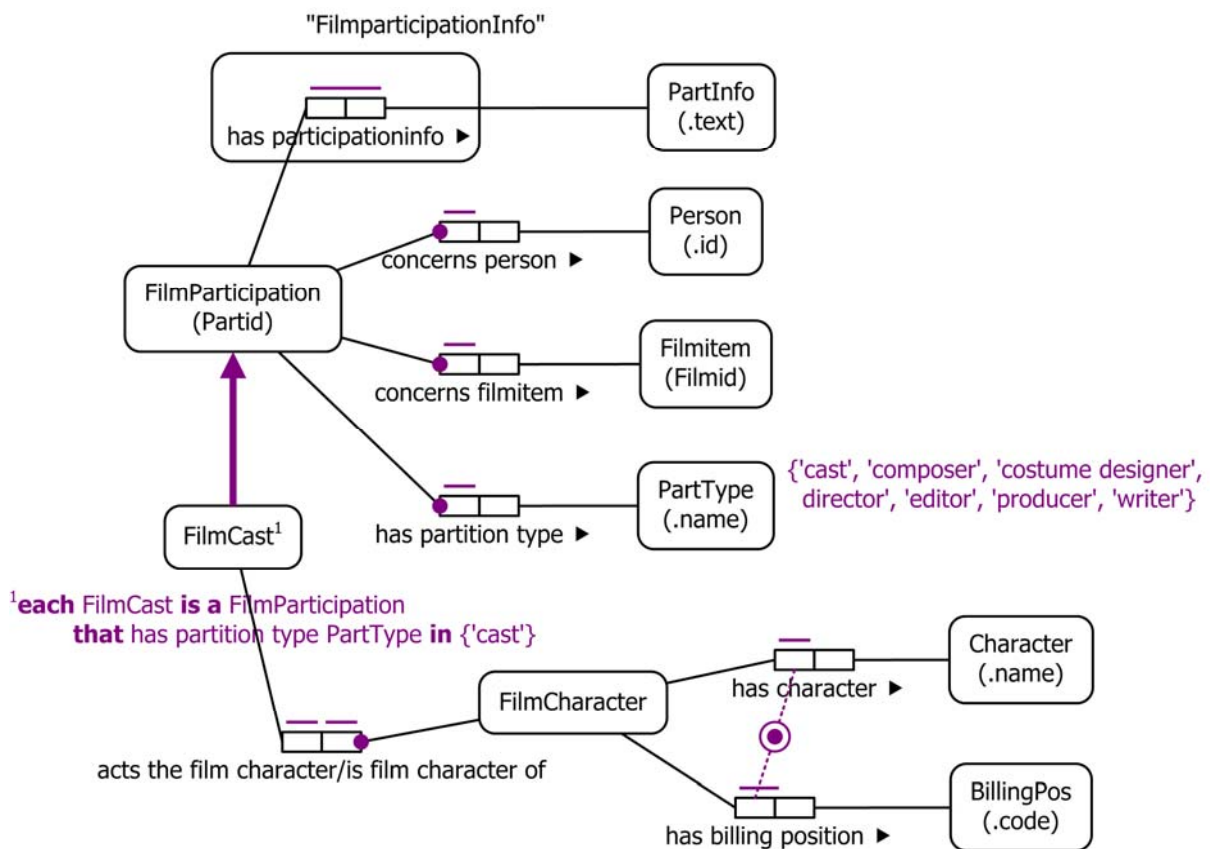 "FilmparticipationInfo"
PartInfo
(.text)
has participationinfo ►
Person
(.id)
concerns person ►
FilmParticipation
(Partid)
Filmitem
(Filmid)
concerns filmitem ►
{'cast', 'composer', 'costume designer',
director', 'editor', 'producer', 'writer'}
PartType
(.name)
has partition type ►
FilmCast¹
¹each FilmCast is a FilmParticipation
that has partition type PartType in {'cast'}
Character
(.name)
has character ►
FilmCharacter
acts the film character/is film character of
BillingPos
(.code)
has billing position ►